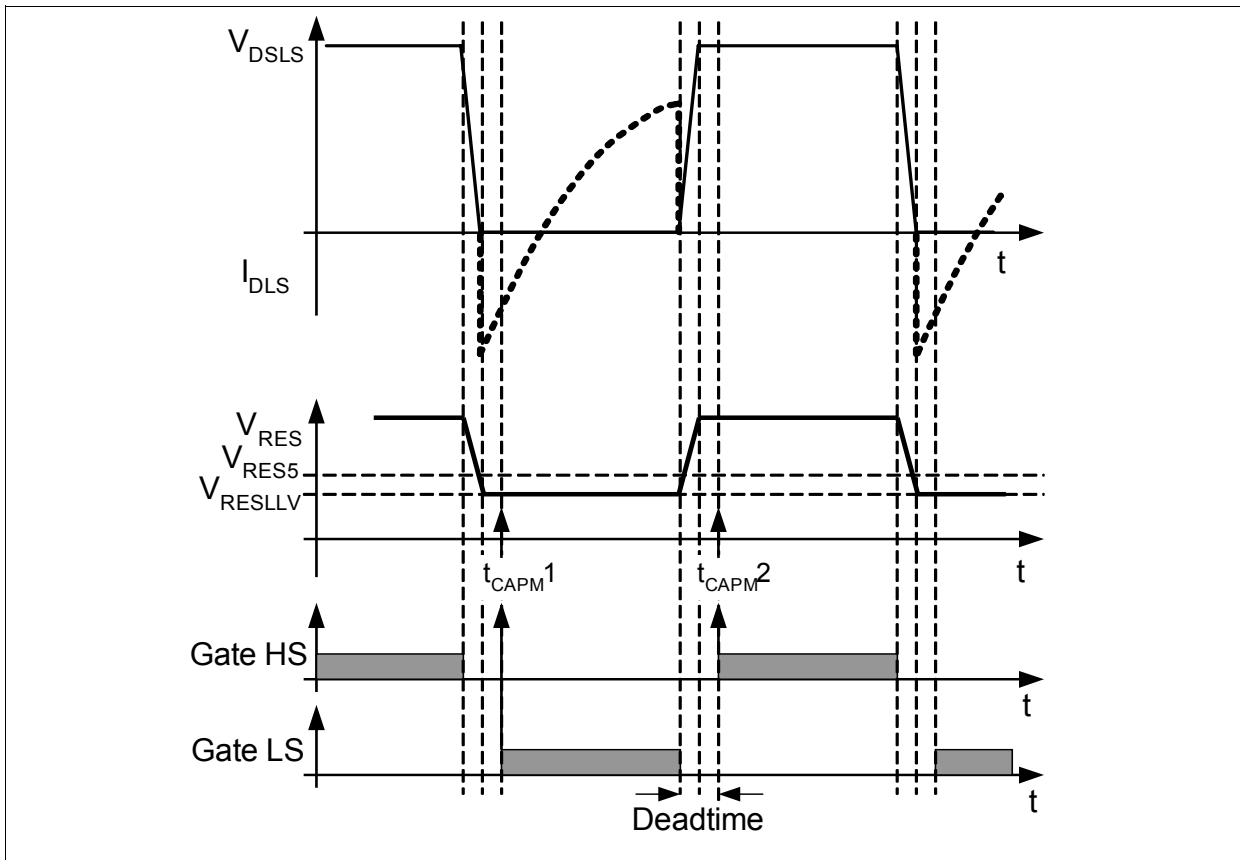 V_DSLS
t
I_DLS
V_RES
V_RES5
V_RESLLV
t
t_CAPM1
t_CAPM2
Gate HS
t
Gate LS
t
Deadtime